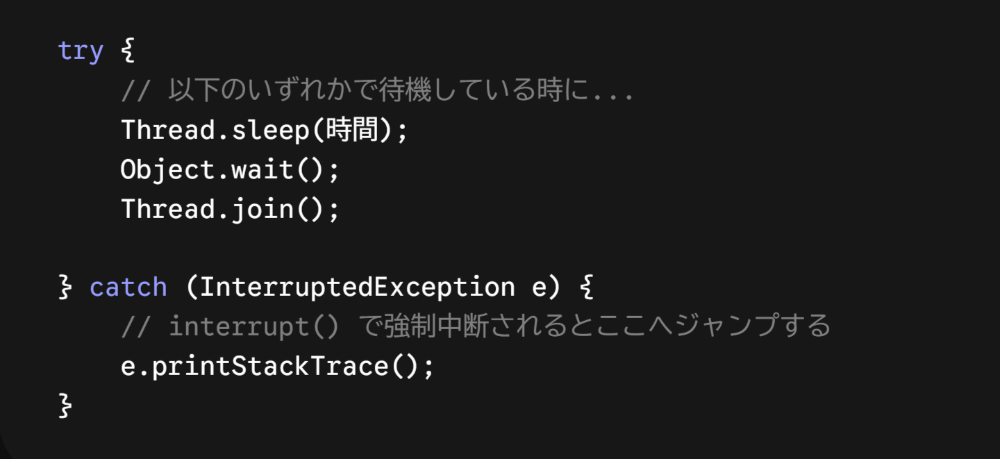 try {
    // 以下のいずれかで待機している時に...
    Thread.sleep(時間);
    Object.wait();
    Thread.join();

} catch (InterruptedException e) {
    // interrupt() で強制中断されるとここへジャンプする
    e.printStackTrace();
}